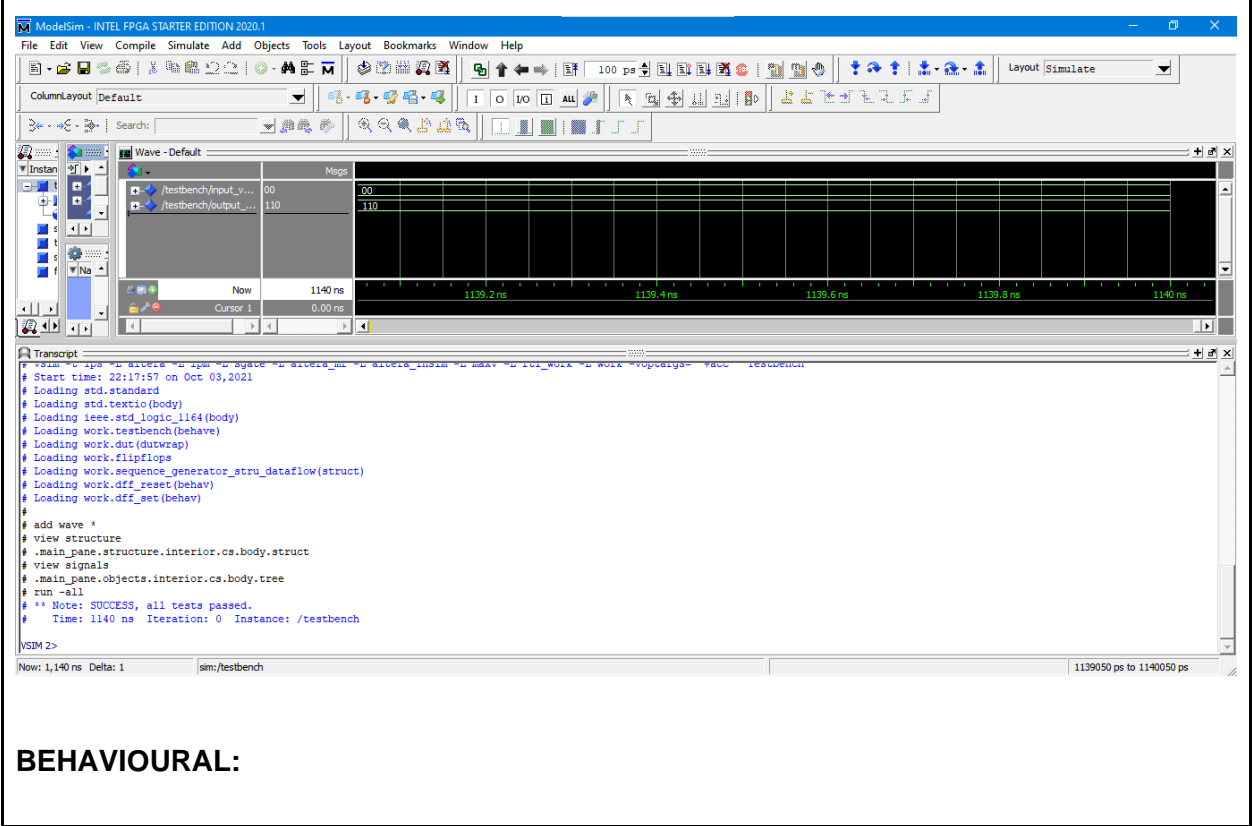 ModelSim - INTEL FPGA STARTER EDITION 2020.1
File Edit View Compile Simulate Add Objects Tools Layout Bookmarks Window Help
100 ps Layout Simulate
ColumnLayout Default I O I/O ALL
Search:
Wave - Default
Instan
Msgs
/testbench/input_v... 00 00
/testbench/output_... 110 110
Na
Now 1140 ns
Cursor 1 0.00 ns
1139.2 ns 1139.4 ns 1139.6 ns 1139.8 ns 1140 ns
Transcript
# Start time: 22:17:57 on Oct 03,2021
# Loading std.standard
# Loading std.textio(body)
# Loading ieee.std_logic_1164(body)
# Loading work.testbench(behave)
# Loading work.dut(dutwrap)
# Loading work.flipflops
# Loading work.sequence_generator_stru_dataflow(struct)
# Loading work.dff_reset(behav)
# Loading work.dff_set(behav)
#
# add wave *
# view structure
# .main_pane.structure.interior.cs.body.struct
# view signals
# .main_pane.objects.interior.cs.body.tree
# run -all
# ** Note: SUCCESS, all tests passed.
# Time: 1140 ns Iteration: 0 Instance: /testbench
VSIM 2>
Now: 1,140 ns Delta: 1 sim:/testbench 1139050 ps to 1140050 ps
BEHAVIOURAL: